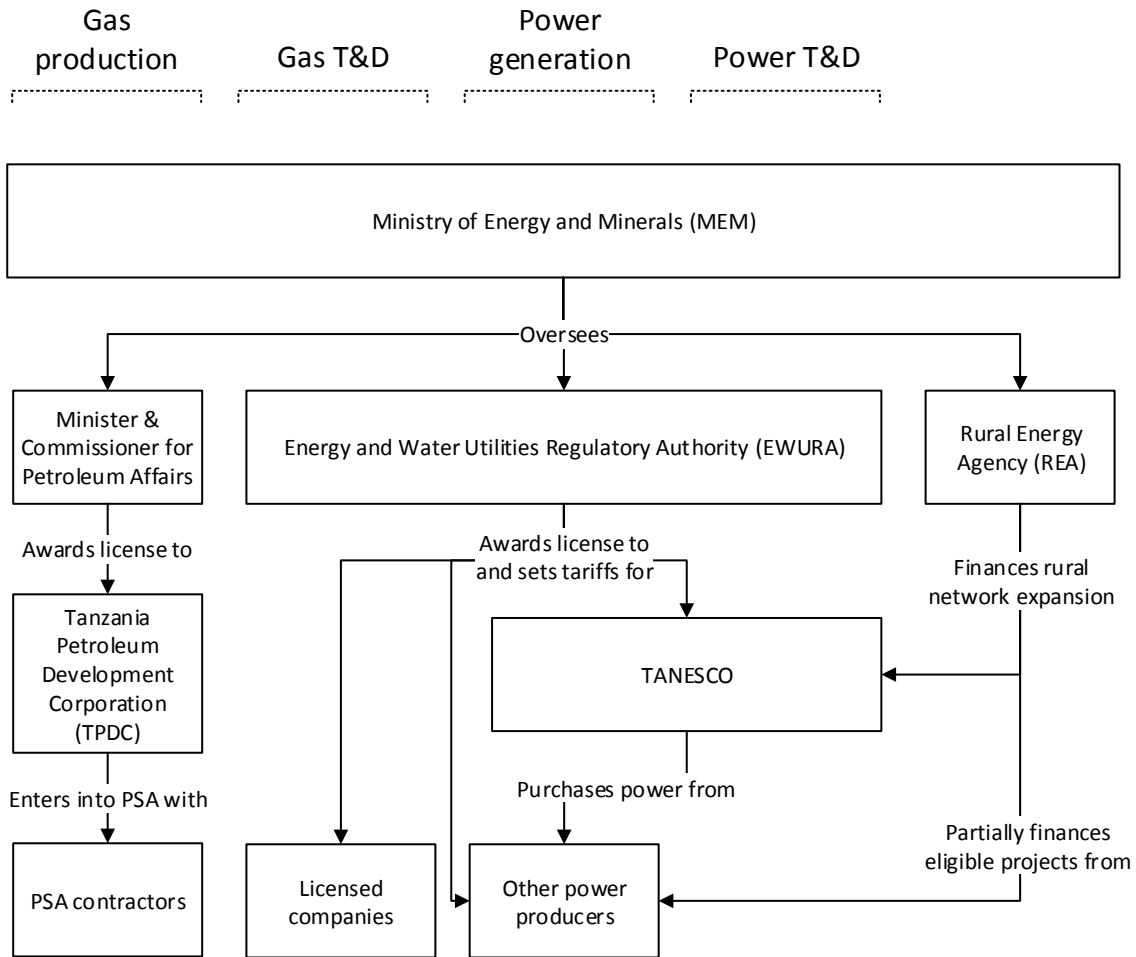 Gas
production
Gas T&D
Power
generation
Power T&D
Ministry of Energy and Minerals (MEM)
Oversees
Minister &
Commissioner for
Petroleum Affairs
Energy and Water Utilities Regulatory Authority (EWURA)
Rural Energy
Agency (REA)
Awards license to
Awards license to
and sets tariffs for
Finances rural
network expansion
Tanzania
Petroleum
Development
Corporation
(TPDC)
TANESCO
Enters into PSA with
Purchases power from
Partially finances
eligible projects from
PSA contractors
Licensed
companies
Other power
producers